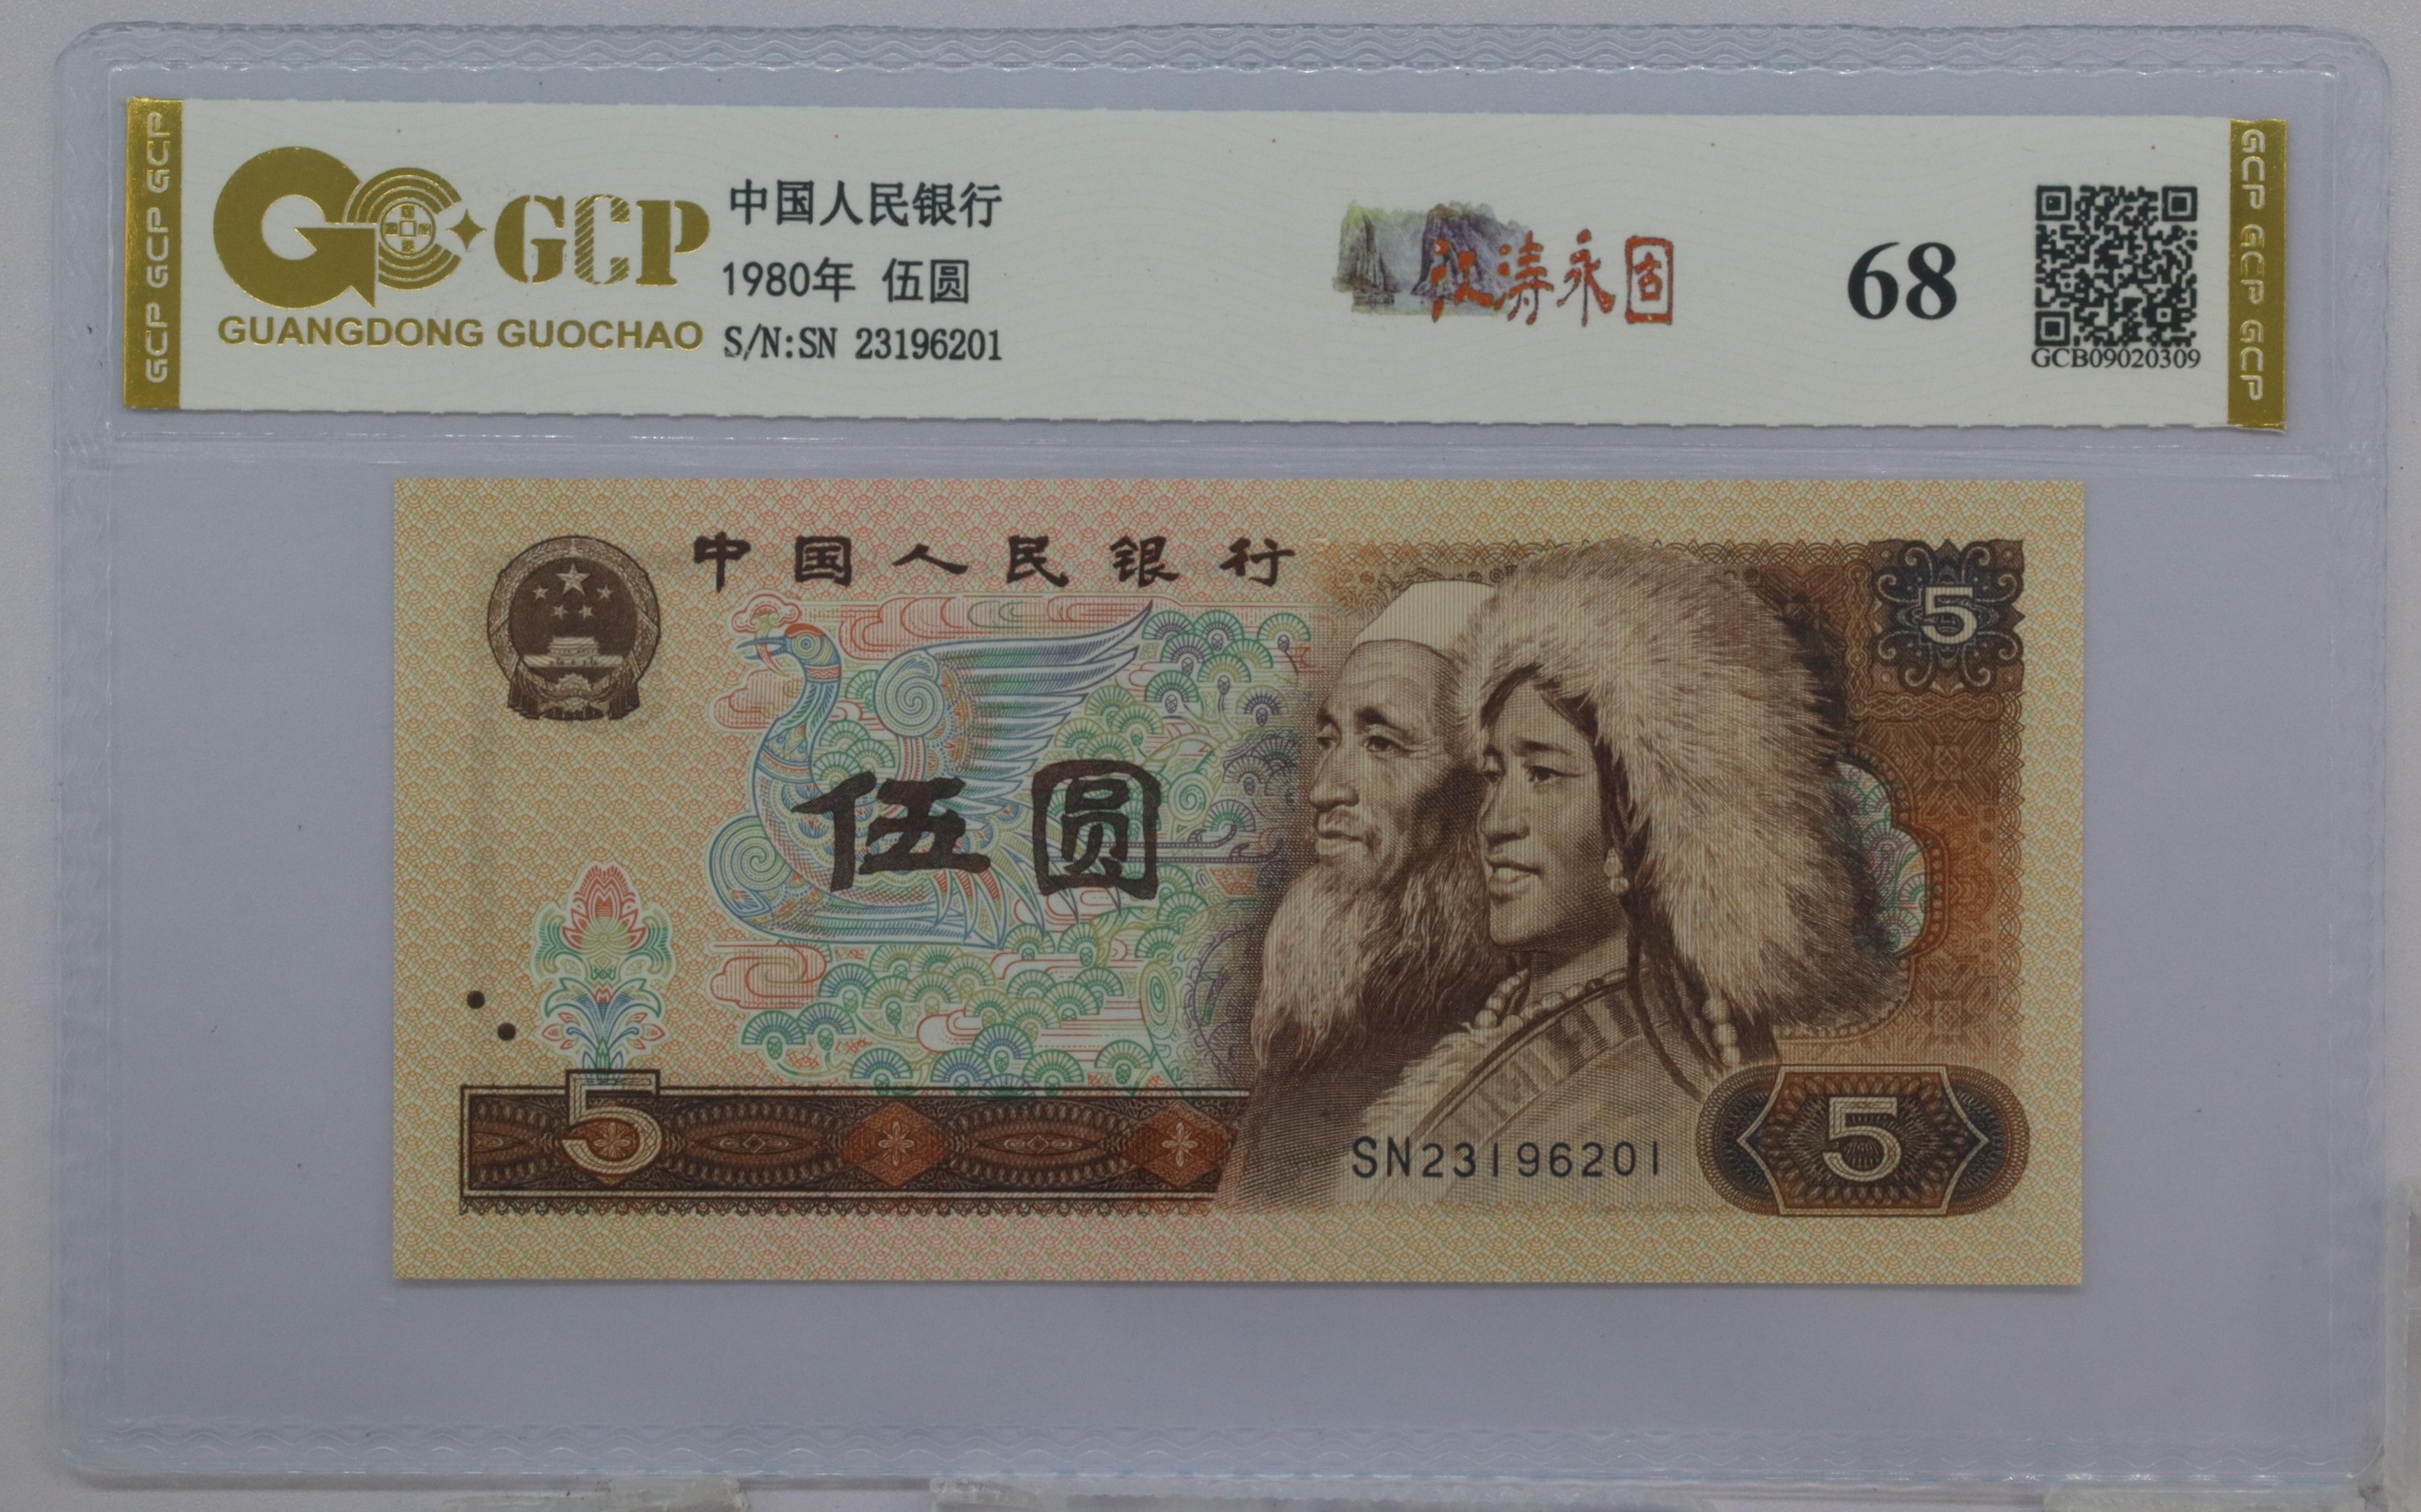 GCP GCP GCP
GCP
GUANGDONG GUOCHAO
中国人民银行
1980年 伍圆
S/N:SN 23196201
江涛永固
68
GCB09020309
GCP GCP GCP
中国人民银行
5
伍圆
5
SN23196201
5